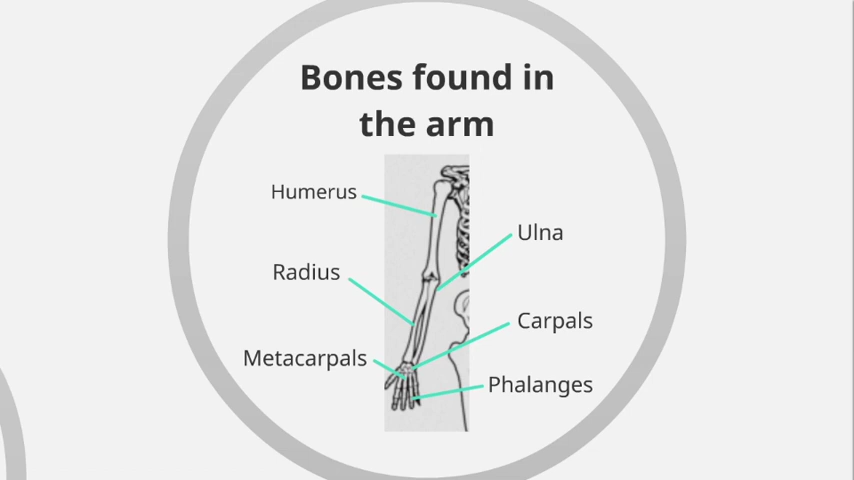 Bones found in
the arm
Humerus
Ulna
Radius
Carpals
Metacarpals
Phalanges